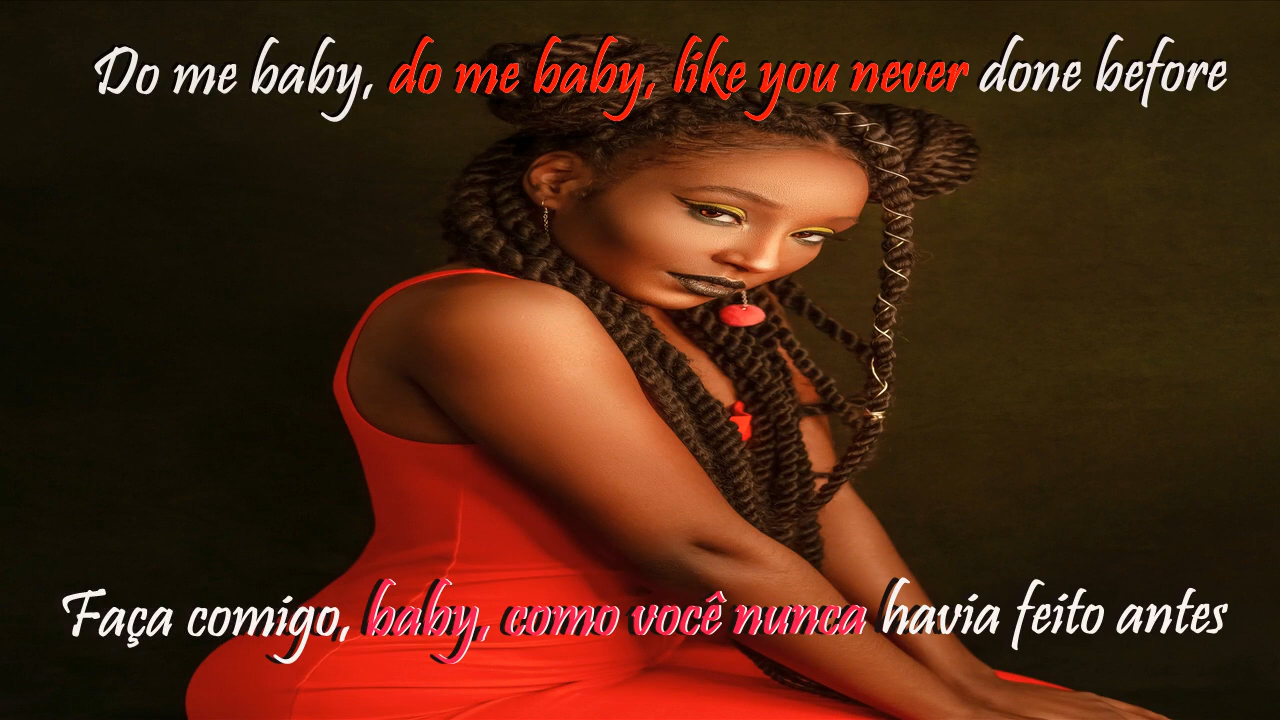 Do me baby, do me baby, like you never done before
Faça comigo, baby, como você nunca havia feito antes